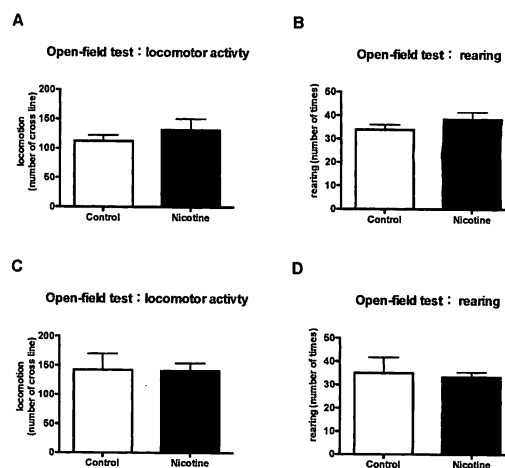 A
Open-field test : locomotor activty
locomotion
(number of cross line)
200
150
100
50
0
Control
Nicotine
B
Open-field test : rearing
rearing (number of times)
50
40
30
20
10
0
Control
Nicotine
C
Open-field test : locomotor activty
locomotion
(number of cross line)
200
150
100
50
0
Control
Nicotine
D
Open-field test : rearing
rearing (number of times)
50
40
30
20
10
0
Control
Nicotine